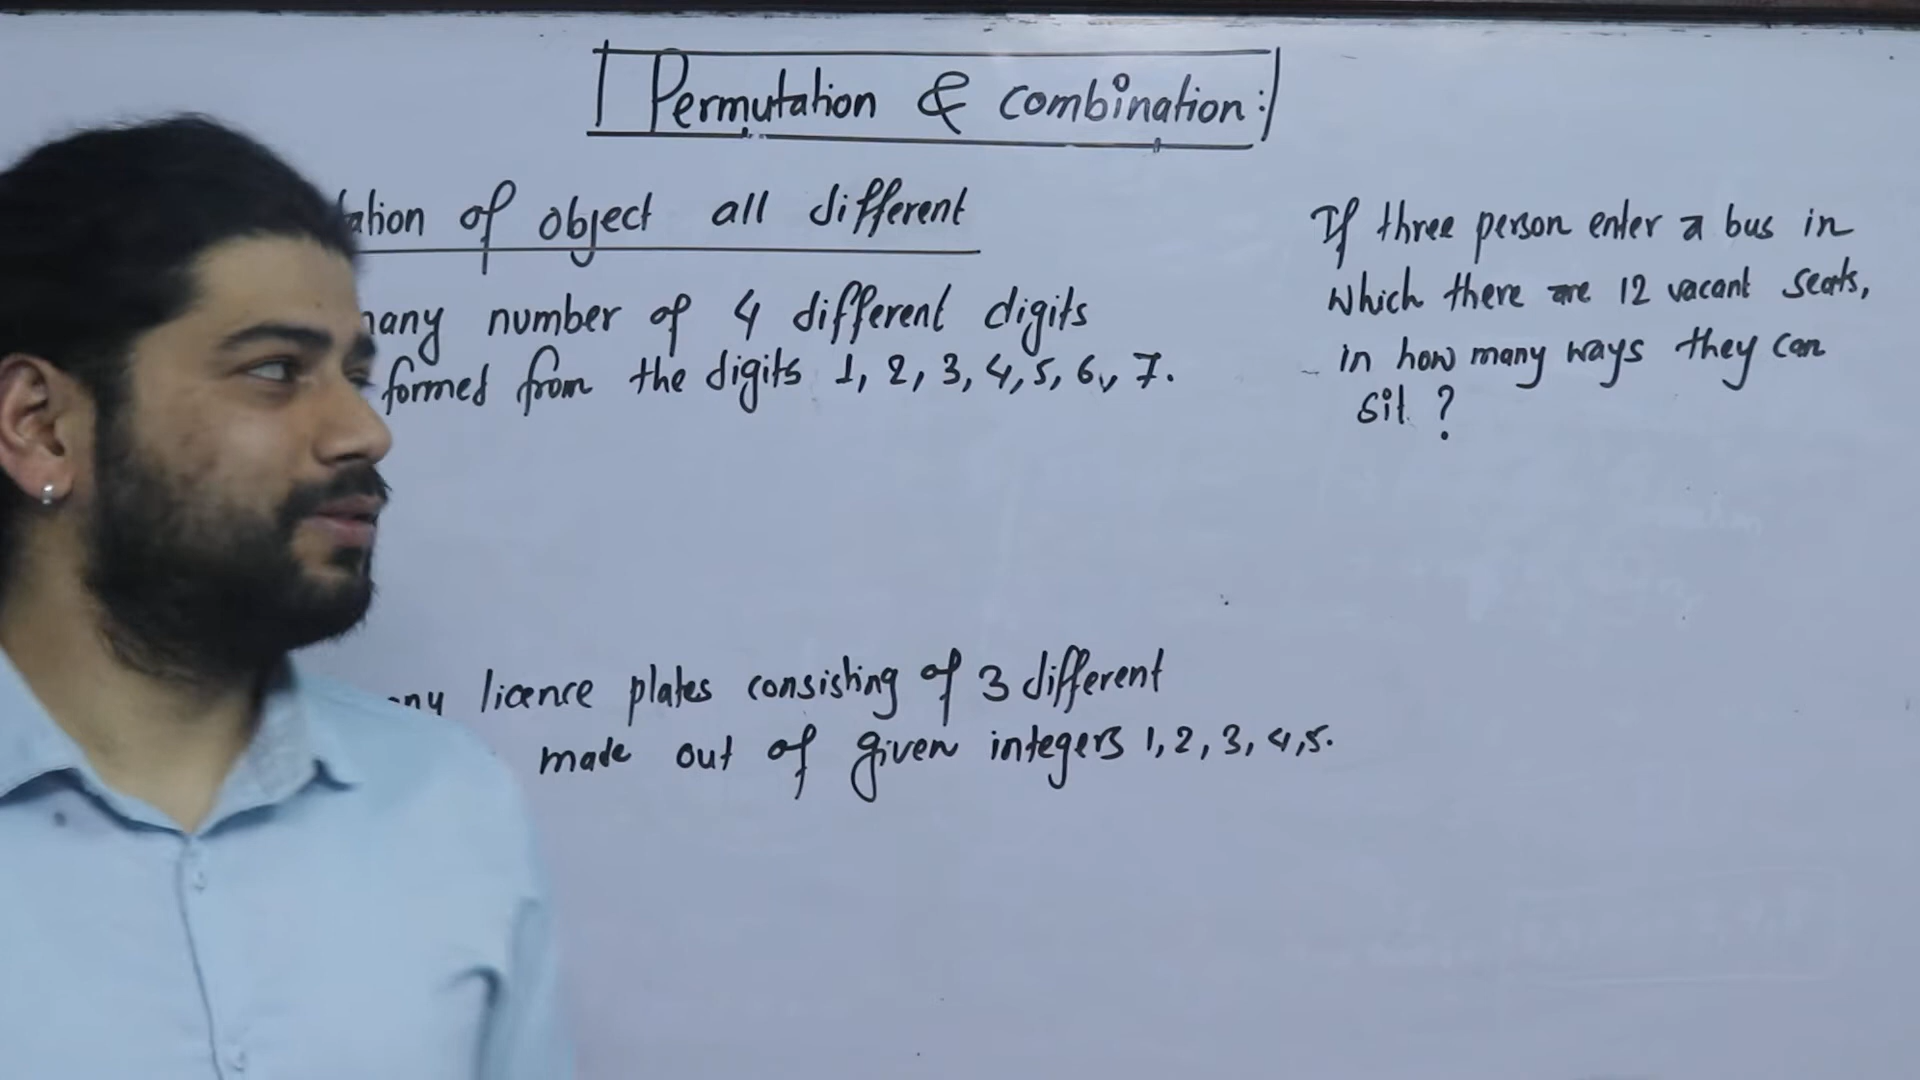 Permutation & combination:
of object all different
number of 4 different digits
formed from the digits 1, 2, 3, 4, 5, 6, 7.
licence plates consisting of 3 different
made out of given integers 1, 2, 3, 4, 5.
If three person enter a bus in
which there are 12 vacant seats,
in how many ways they can
sit ?